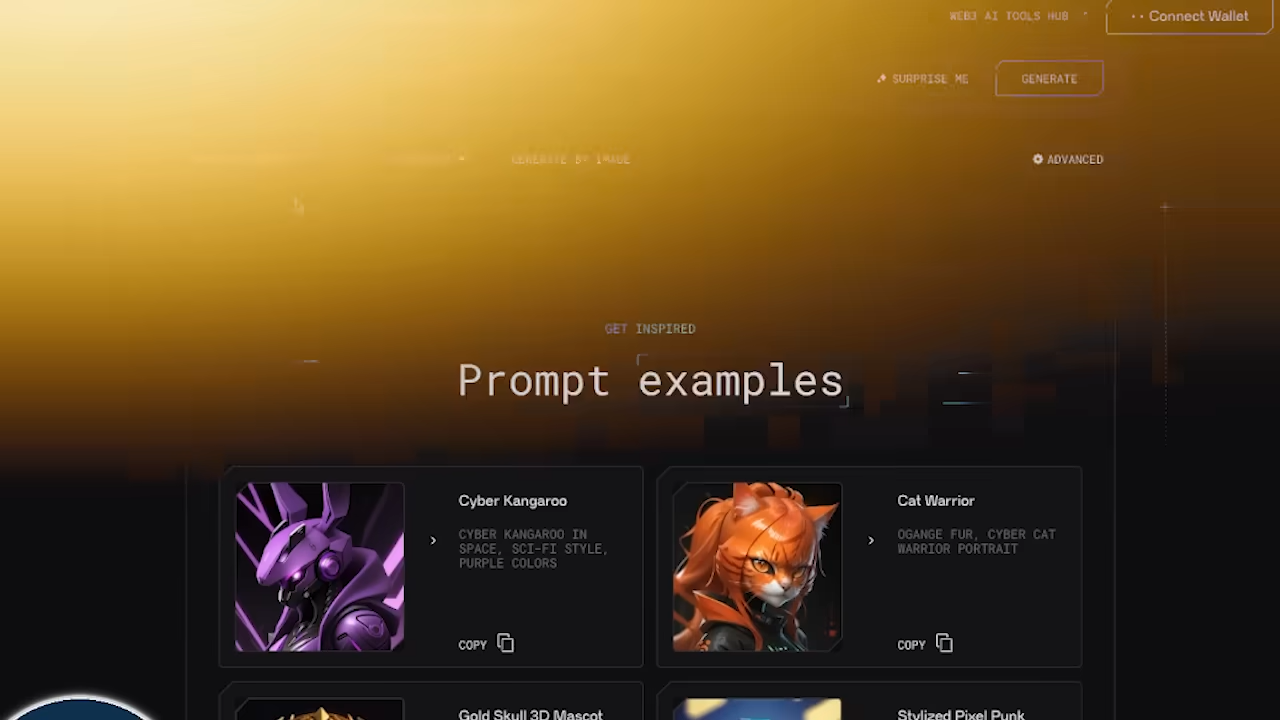 WEB3 AI TOOLS HUB
Connect Wallet
SURPRISE ME
GENERATE
GENERATE BY IMAGE
ADVANCED
GET INSPIRED
Prompt examples
Cyber Kangaroo
CYBER KANGAROO IN
SPACE, SCI-FI STYLE,
PURPLE COLORS
COPY
Cat Warrior
OGANGE FUR, CYBER CAT
WARRIOR PORTRAIT
COPY
Gold Skull 3D Mascot
Stylized Pixel Punk